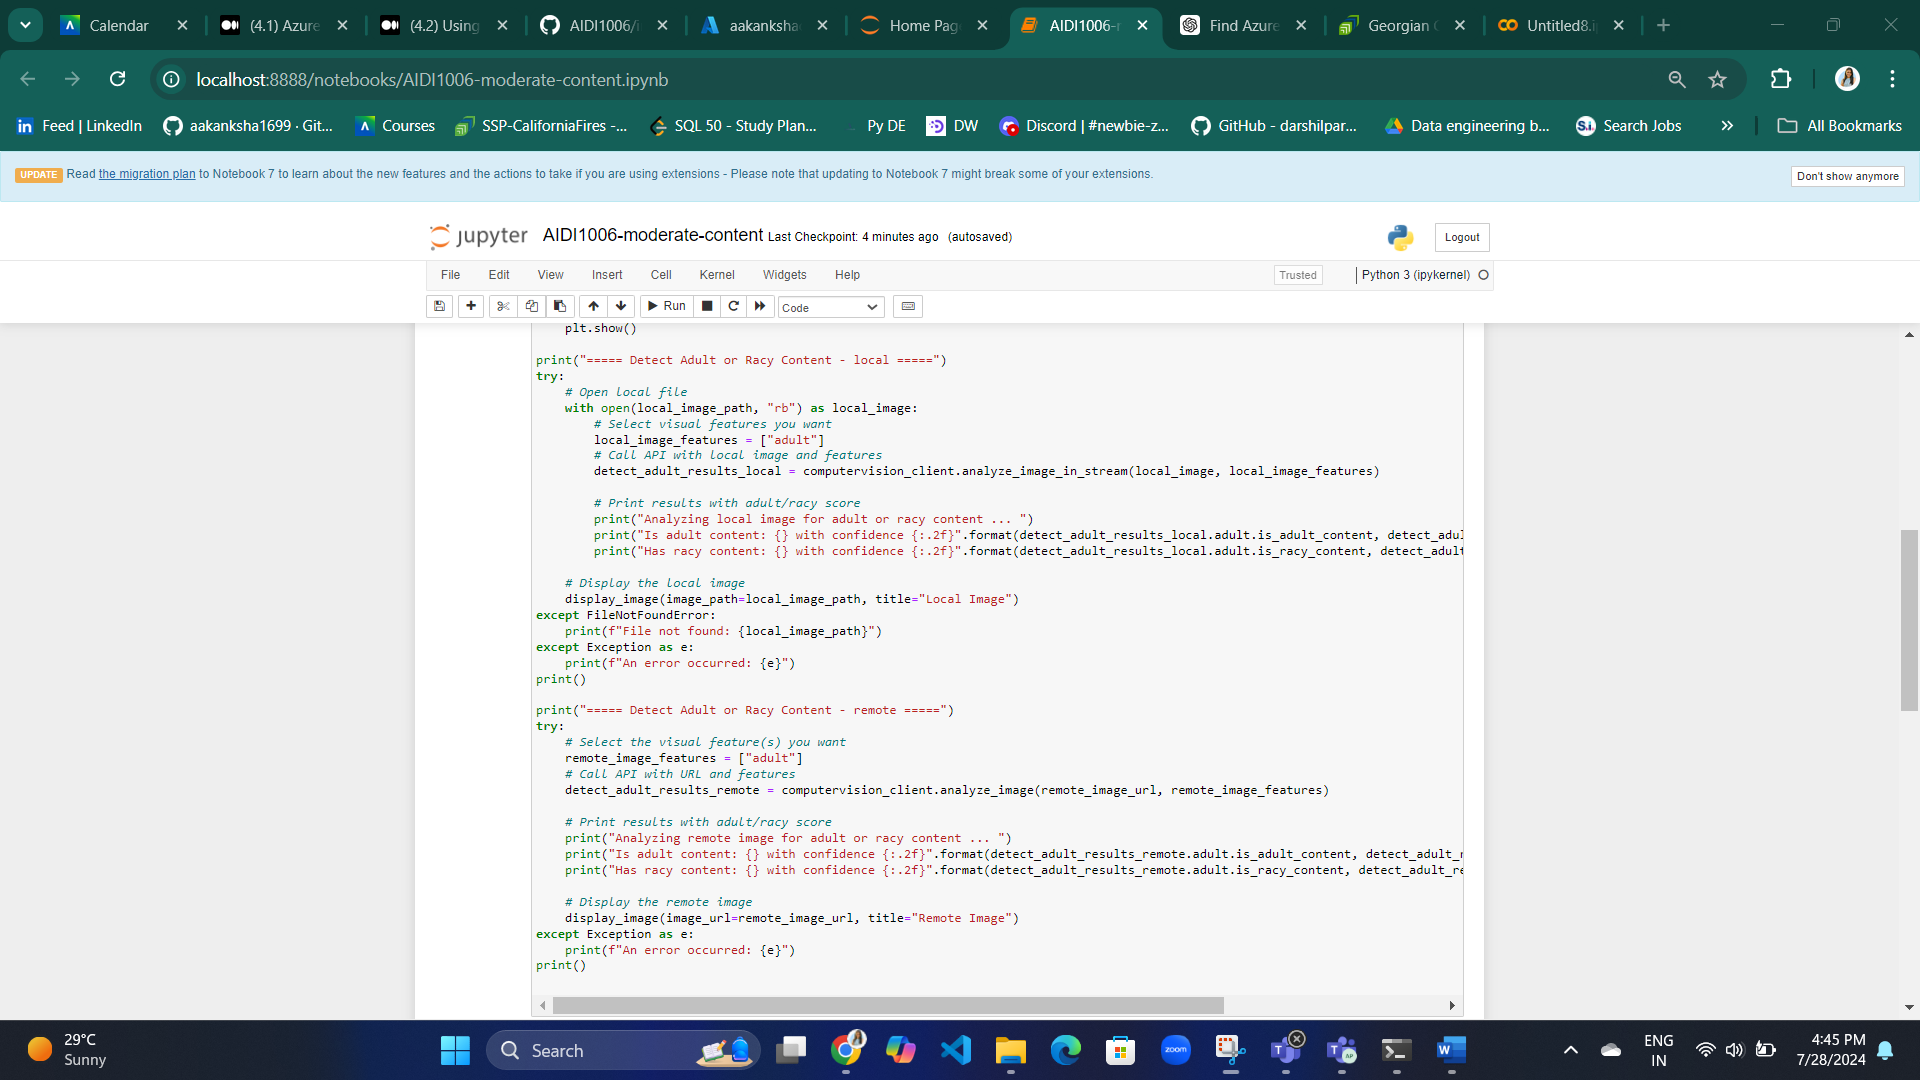 Calendar
(4.1) Azure
(4.2) Using
AIDI1006/i
aakanksha
Home Page
AIDI1006-r
Find Azure
Georgian C
Untitled8.i
localhost:8888/notebooks/AIDI1006-moderate-content.ipynb
Feed | LinkedIn
aakanksha1699 · Git...
Courses
SSP-CaliforniaFires -...
SQL 50 - Study Plan...
Py DE
DW
Discord | #newbie-z...
GitHub - darshilpar...
Data engineering b...
Search Jobs
All Bookmarks
UPDATE Read the migration plan to Notebook 7 to learn about the new features and the actions to take if you are using extensions - Please note that updating to Notebook 7 might break some of your extensions.
Don't show anymore
jupyter AIDI1006-moderate-content Last Checkpoint: 4 minutes ago (autosaved)
Logout
File Edit View Insert Cell Kernel Widgets Help
Trusted
Python 3 (ipykernel)
Run
Code
plt.show()
print("===== Detect Adult or Racy Content - local =====")
try:
# Open local file
with open(local_image_path, "rb") as local_image:
# Select visual features you want
local_image_features = ["adult"]
# Call API with local image and features
detect_adult_results_local = computervision_client.analyze_image_in_stream(local_image, local_image_features)
# Print results with adult/racy score
print("Analyzing local image for adult or racy content ... ")
print("Is adult content: {} with confidence {:.2f}".format(detect_adult_results_local.adult.is_adult_content, detect_adul
print("Has racy content: {} with confidence {:.2f}".format(detect_adult_results_local.adult.is_racy_content, detect_adult
# Display the local image
display_image(image_path=local_image_path, title="Local Image")
except FileNotFoundError:
print(f"File not found: {local_image_path}")
except Exception as e:
print(f"An error occurred: {e}")
print()
print("===== Detect Adult or Racy Content - remote =====")
try:
# Select the visual feature(s) you want
remote_image_features = ["adult"]
# Call API with URL and features
detect_adult_results_remote = computervision_client.analyze_image(remote_image_url, remote_image_features)
# Print results with adult/racy score
print("Analyzing remote image for adult or racy content ... ")
print("Is adult content: {} with confidence {:.2f}".format(detect_adult_results_remote.adult.is_adult_content, detect_adult_r
print("Has racy content: {} with confidence {:.2f}".format(detect_adult_results_remote.adult.is_racy_content, detect_adult_re
# Display the remote image
display_image(image_url=remote_image_url, title="Remote Image")
except Exception as e:
print(f"An error occurred: {e}")
print()
29°C
Sunny
Search
zoom
ENG
IN
4:45 PM
7/28/2024